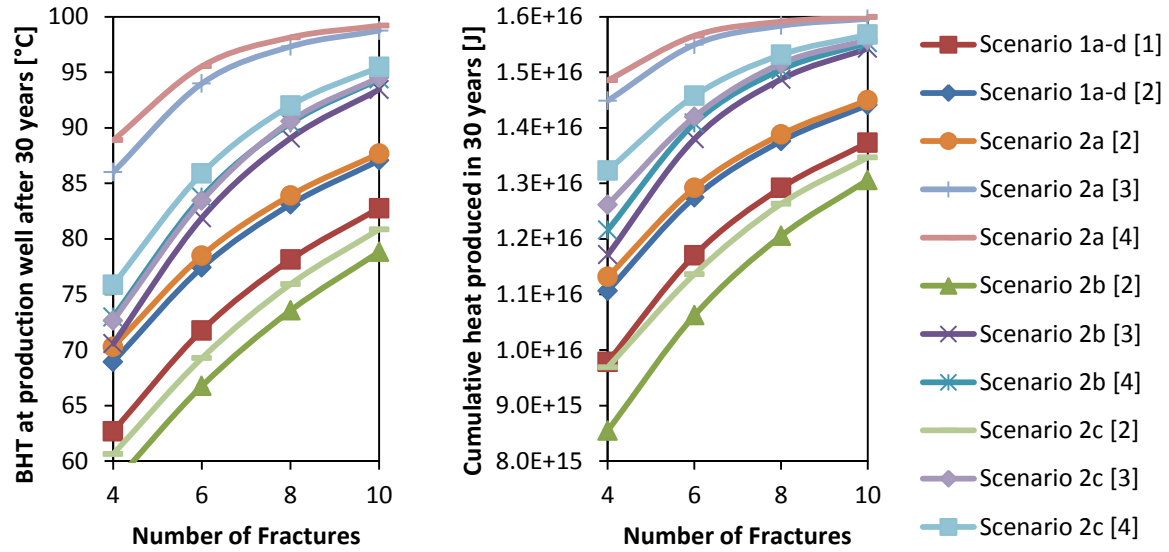 BHT at production well after 30 years [°C]
100
95
90
85
80
75
70
65
60
4 6 8 10
Number of Fractures
Cumulative heat produced in 30 years [J]
1.6E+16
1.5E+16
1.4E+16
1.3E+16
1.2E+16
1.1E+16
1.0E+16
9.0E+15
8.0E+15
4 6 8 10
Number of Fractures
Scenario 1a-d [1]
Scenario 1a-d [2]
Scenario 2a [2]
Scenario 2a [3]
Scenario 2a [4]
Scenario 2b [2]
Scenario 2b [3]
Scenario 2b [4]
Scenario 2c [2]
Scenario 2c [3]
Scenario 2c [4]